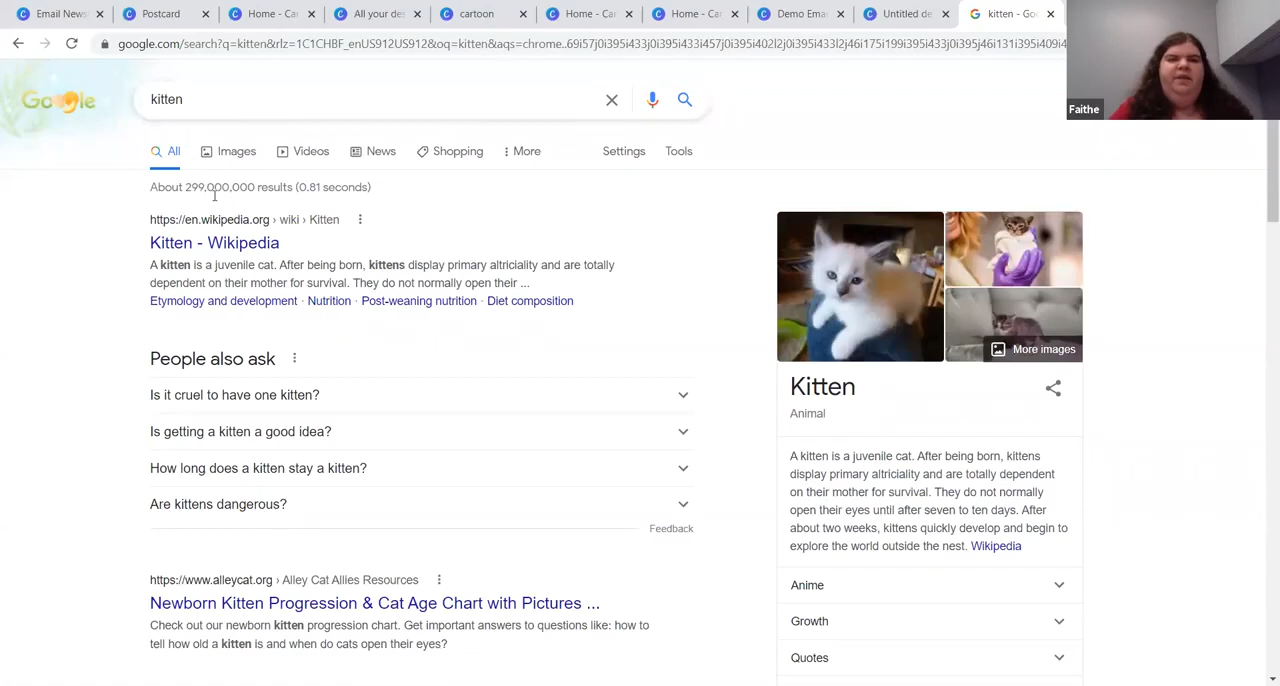 Email News
Postcard
Home - Ca
All your des
cartoon
Home - Ca
Home - Ca
Demo Ema
Untitled de
kitten - Goo
google.com/search?q=kitten&rlz=1C1CHBF_enUS912US912&oq=kitten&aqs=chrome..69i57j0i395i433j0i395i433i457j0i395i402l2j0i395i433l2j46i175i199i395i433j0i395j46i131i395i409i4
Faithe
Google
kitten
All
Images
Videos
News
Shopping
More
Settings
Tools
About 299,000,000 results (0.81 seconds)
https://en.wikipedia.org › wiki › Kitten
Kitten - Wikipedia
A kitten is a juvenile cat. After being born, kittens display primary altriciality and are totally
dependent on their mother for survival. They do not normally open their ...
Etymology and development · Nutrition · Post-weaning nutrition · Diet composition
People also ask
Is it cruel to have one kitten?
Is getting a kitten a good idea?
How long does a kitten stay a kitten?
Are kittens dangerous?
Feedback
https://www.alleycat.org › Alley Cat Allies Resources
Newborn Kitten Progression & Cat Age Chart with Pictures ...
Check out our newborn kitten progression chart. Get important answers to questions like: how to
tell how old a kitten is and when do cats open their eyes?
More images
Kitten
Animal
A kitten is a juvenile cat. After being born, kittens
display primary altriciality and are totally dependent
on their mother for survival. They do not normally
open their eyes until after seven to ten days. After
about two weeks, kittens quickly develop and begin to
explore the world outside the nest. Wikipedia
Anime
Growth
Quotes